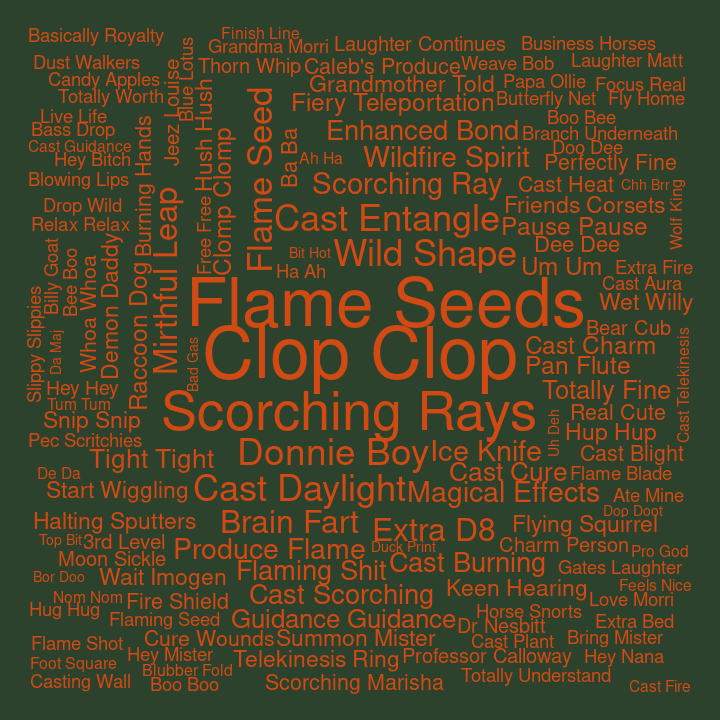 Basically Royalty
Finish Line
Grandma Morri
Laughter Continues
Business Horses
Dust Walkers
Blue Lotus
Thorn Whip
Caleb's Produce
Weave Bob
Laughter Matt
Candy Apples
Jeez Louise
Grandmother Told
Papa Ollie
Focus Real
Totally Worth
Hush Hush
Flame Seed
Fiery Teleportation
Butterfly Net
Fly Home
Live Life
Boo Bee
Bass Drop
Burning Hands
Clomp Clomp
Ba Ba
Enhanced Bond
Branch Underneath
Cast Guidance
Doo Dee
Hey Bitch
Ah Ha
Wildfire Spirit
Perfectly Fine
Blowing Lips
Scorching Ray
Cast Heat
Chh Brr
Wolf King
Drop Wild
Free Free
Friends Corsets
Relax Relax
Mirthful Leap
Cast Entangle
Pause Pause
Billy Goat
Bee Boo
Whoa Whoa
Demon Daddy
Raccoon Dog
Bit Hot
Wild Shape
Dee Dee
Ha Ah
Um Um
Extra Fire
Cast Aura
Slippy Slippies
Flame Seeds
Wet Willy
Da Maj
Bad Gas
Clop Clop
Bear Cub
Cast Charm
Cast Telekinesis
Pan Flute
Hey Hey
Totally Fine
Tum Tum
Scorching Rays
Real Cute
Snip Snip
Uh Deh
Hup Hup
Pec Scritchies
Donnie Boy
Ice Knife
Cast Blight
Tight Tight
De Da
Cast Cure
Flame Blade
Start Wiggling
Cast Daylight
Magical Effects
Ate Mine
Dop Doot
Halting Sputters
Brain Fart
Extra D8
Flying Squirrel
Top Bit
3rd Level
Produce Flame
Duck Print
Charm Person
Pro God
Moon Sickle
Cast Burning
Gates Laughter
Bor Doo
Wait Imogen
Flaming Shit
Keen Hearing
Feels Nice
Nom Nom
Fire Shield
Cast Scorching
Love Morri
Hug Hug
Flaming Seed
Guidance Guidance
Horse Snorts
Extra Bed
Dr Nesbitt
Flame Shot
Cure Wounds
Summon Mister
Cast Plant
Bring Mister
Foot Square
Hey Mister
Telekinesis Ring
Professor Calloway
Hey Nana
Blubber Fold
Casting Wall
Boo Boo
Scorching Marisha
Totally Understand
Cast Fire